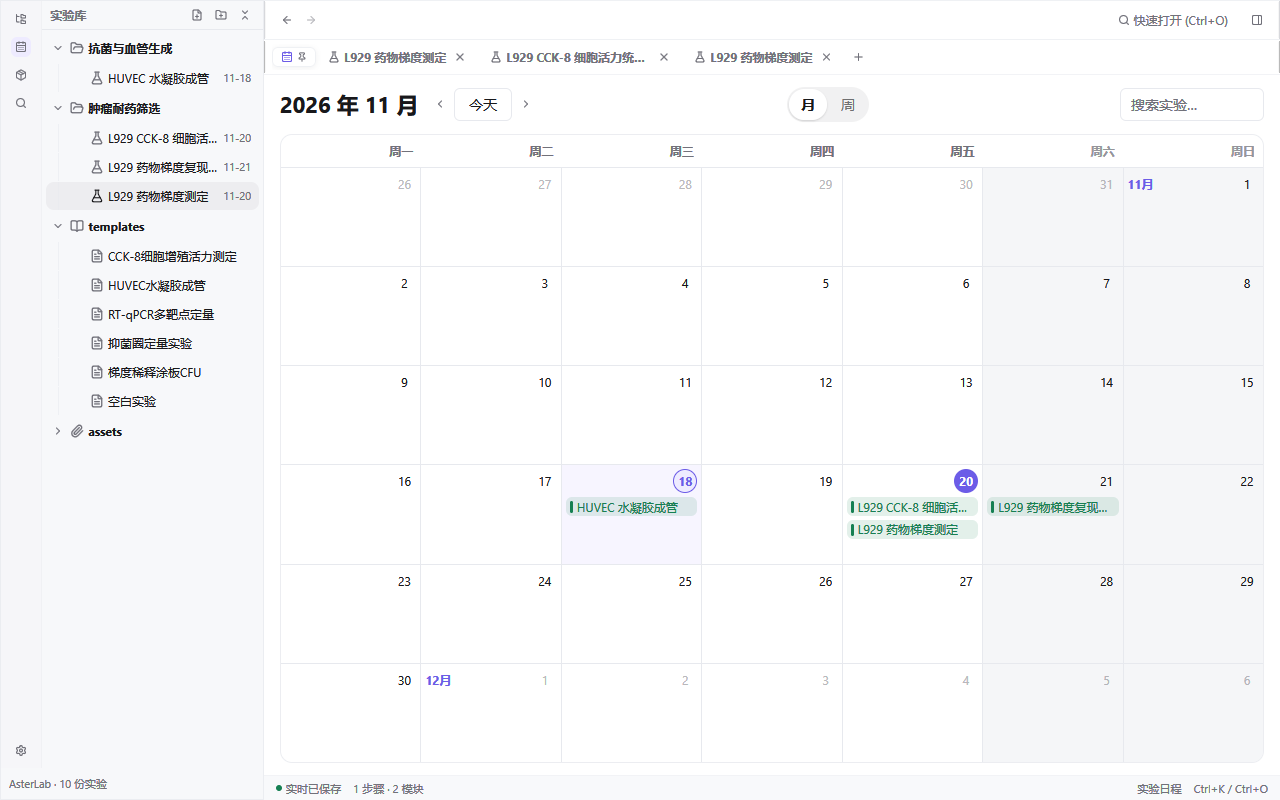 实验库
抗菌与血管生成
HUVEC 水凝胶成管 11-18
肿瘤耐药筛选
L929 CCK-8 细胞活... 11-20
L929 药物梯度复现... 11-21
L929 药物梯度测定 11-20
templates
CCK-8细胞增殖活力测定
HUVEC水凝胶成管
RT-qPCR多靶点定量
抑菌圈定量实验
梯度稀释涂板CFU
空白实验
assets
AsterLab · 10 份实验
快速打开 (Ctrl+O)
L929 药物梯度测定
L929 CCK-8 细胞活力统...
L929 药物梯度测定
2026 年 11 月
今天
月 周
搜索实验...
周一 周二 周三 周四 周五 周六 周日
26 27 28 29 30 31 11月 1
2 3 4 5 6 7 8
9 10 11 12 13 14 15
16 17 18 19 20 21 22
HUVEC 水凝胶成管 L929 CCK-8 细胞活... L929 药物梯度复现...
L929 药物梯度测定
23 24 25 26 27 28 29
30 12月 1 2 3 4 5 6
实时已保存 1 步骤 · 2 模块
实验日程 Ctrl+K / Ctrl+O